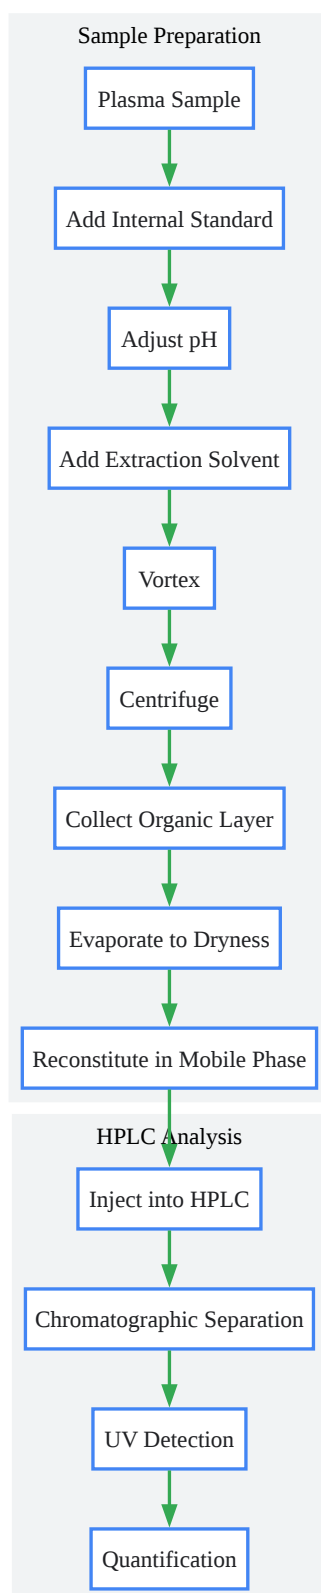 Sample Preparation
Plasma Sample
Add Internal Standard
Adjust pH
Add Extraction Solvent
Vortex
Centrifuge
Collect Organic Layer
Evaporate to Dryness
Reconstitute in Mobile Phase
HPLC Analysis
Inject into HPLC
Chromatographic Separation
UV Detection
Quantification